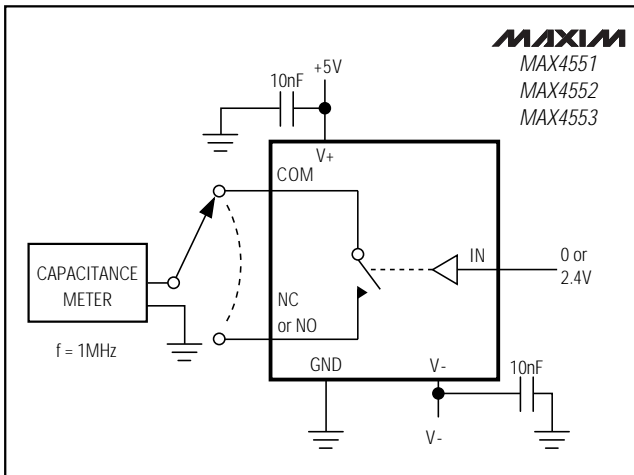 MAXIM
MAX4551
MAX4552
MAX4553
+5V
10nF
V+
COM
IN
0 or
2.4V
CAPACITANCE
METER
NC
or NO
f = 1MHz
GND
V-
10nF
V-